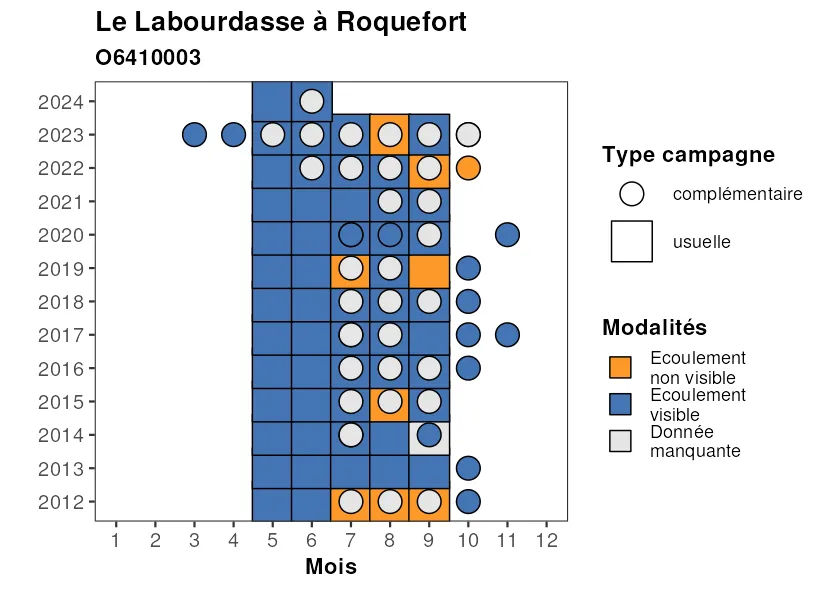 Le Labourdasse à Roquefort
O6410003
2024
2023
2022
2021
2020
2019
2018
2017
2016
2015
2014
2013
2012
1 2 3 4 5 6 7 8 9 10 11 12
Mois
Type campagne
complémentaire
usuelle
Modalités
Ecoulement
non visible
Ecoulement
visible
Donnée
manquante